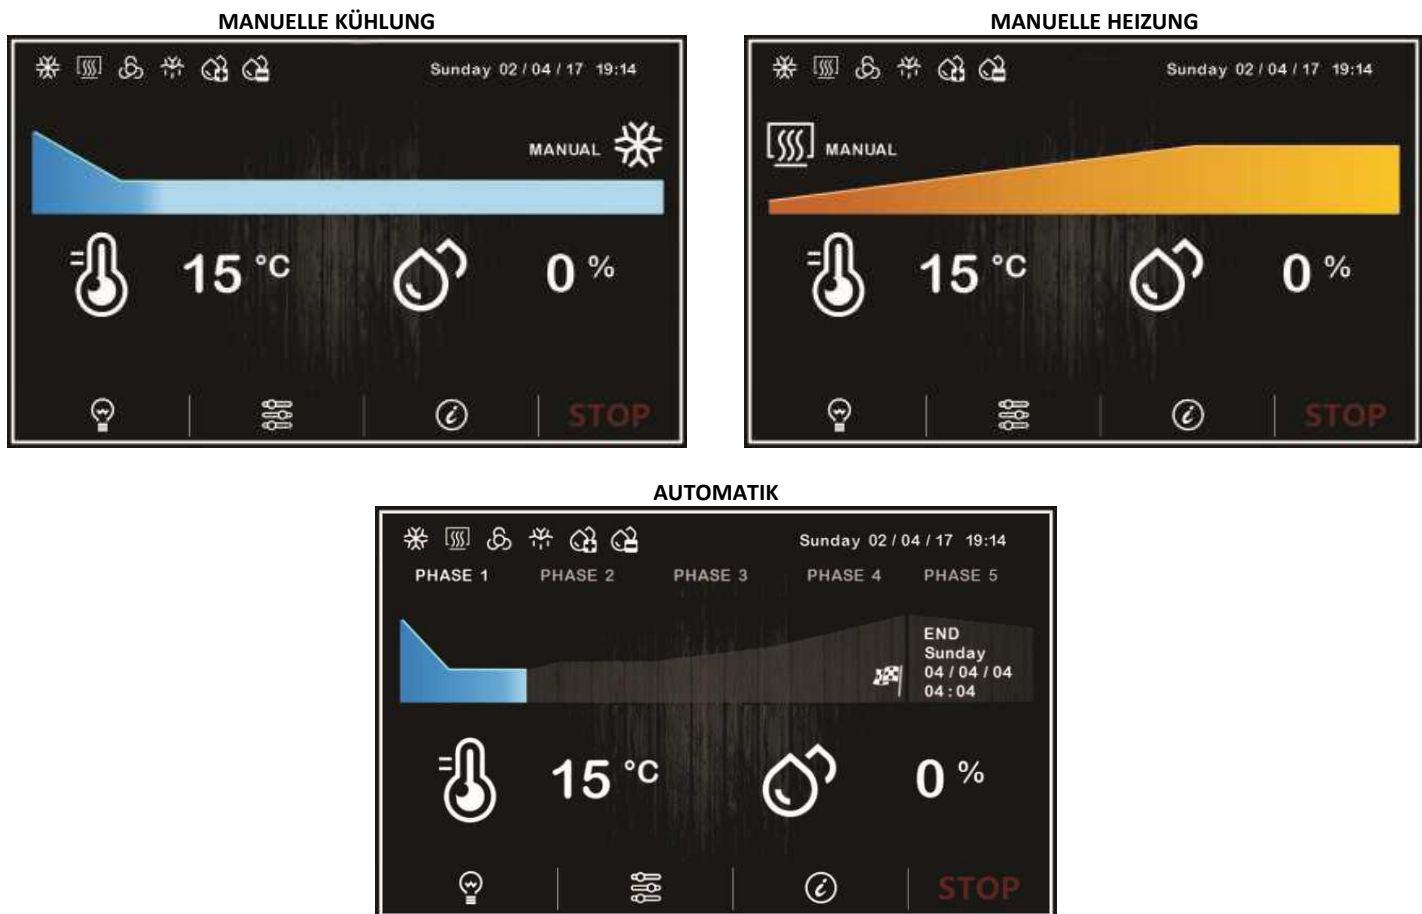 MANUELLE KÜHLUNG
Sunday 02 / 04 / 17 19:14
MANUAL
15 °C 0 %
STOP
MANUELLE HEIZUNG
Sunday 02 / 04 / 17 19:14
MANUAL
15 °C 0 %
STOP
AUTOMATIK
Sunday 02 / 04 / 17 19:14
PHASE 1 PHASE 2 PHASE 3 PHASE 4 PHASE 5
END
Sunday
04 / 04 / 04
04 : 04
15 °C 0 %
STOP